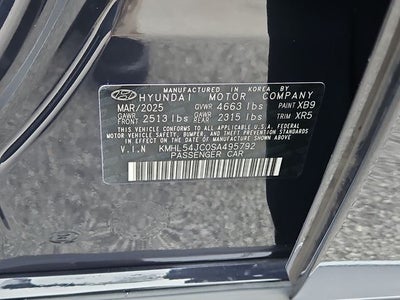 MANUFACTURED IN KOREA BY
HYUNDAI MOTOR COMPANY
MAR/2025 GVWR 4663 lbs PAINT XB9
GAWR FRONT 2513 lbs GAWR REAR 2315 lbs TRIM XR5
THIS VEHICLE CONFORMS TO ALL APPLICABLE FEDERAL
MOTOR VEHICLE SAFETY, BUMPER, AND THEFT PREVENTION
STANDARDS IN EFFECT ON THE DATE OF MANUFACTURE SHOWN ABOVE.
V.I.N KMHL54JC0SA495792
PASSENGER CAR